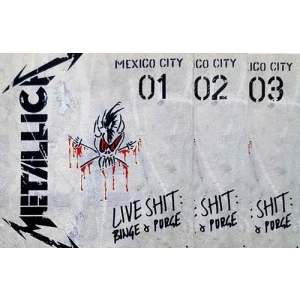 METALLICA
MEXICO CITY
01
ICO CITY
02
ICO CITY
03
LIVE SHIT:
BINGE & PURGE
: SHIT:
& PURGE
: SHIT:
& PURGE